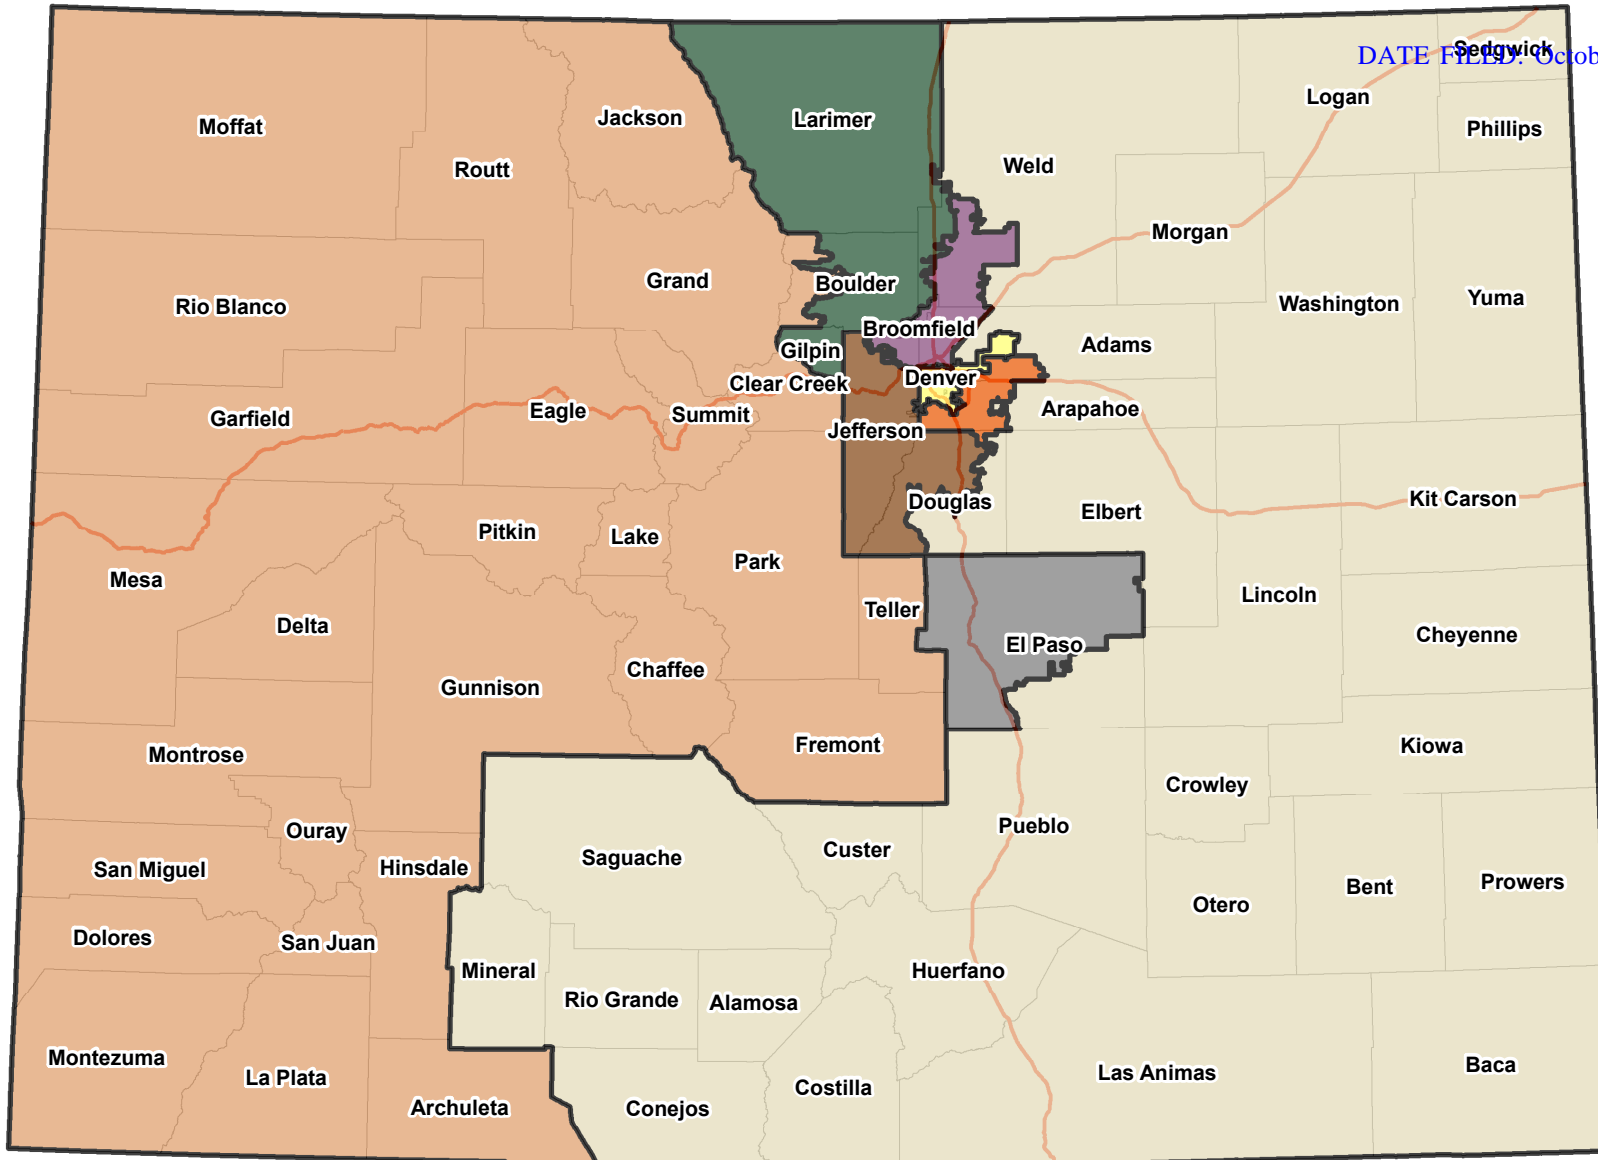 Sedgwick
DATE FILED: Octob
Logan
Jackson
Larimer
Moffat
Phillips
Weld
Routt
Morgan
Grand
Boulder
Rio Blanco
Washington
Yuma
Broomfield
Adams
Gilpin
Denver
Clear Creek
Garfield
Eagle
Summit
Arapahoe
Jefferson
Kit Carson
Douglas
Elbert
Pitkin
Lake
Park
Mesa
Lincoln
Teller
Delta
Cheyenne
El Paso
Chaffee
Gunnison
Fremont
Kiowa
Montrose
Crowley
Pueblo
Ouray
Custer
Saguache
San Miguel
Hinsdale
Bent
Prowers
Otero
Dolores
San Juan
Mineral
Huerfano
Rio Grande
Alamosa
Montezuma
Baca
Las Animas
La Plata
Costilla
Archuleta
Conejos